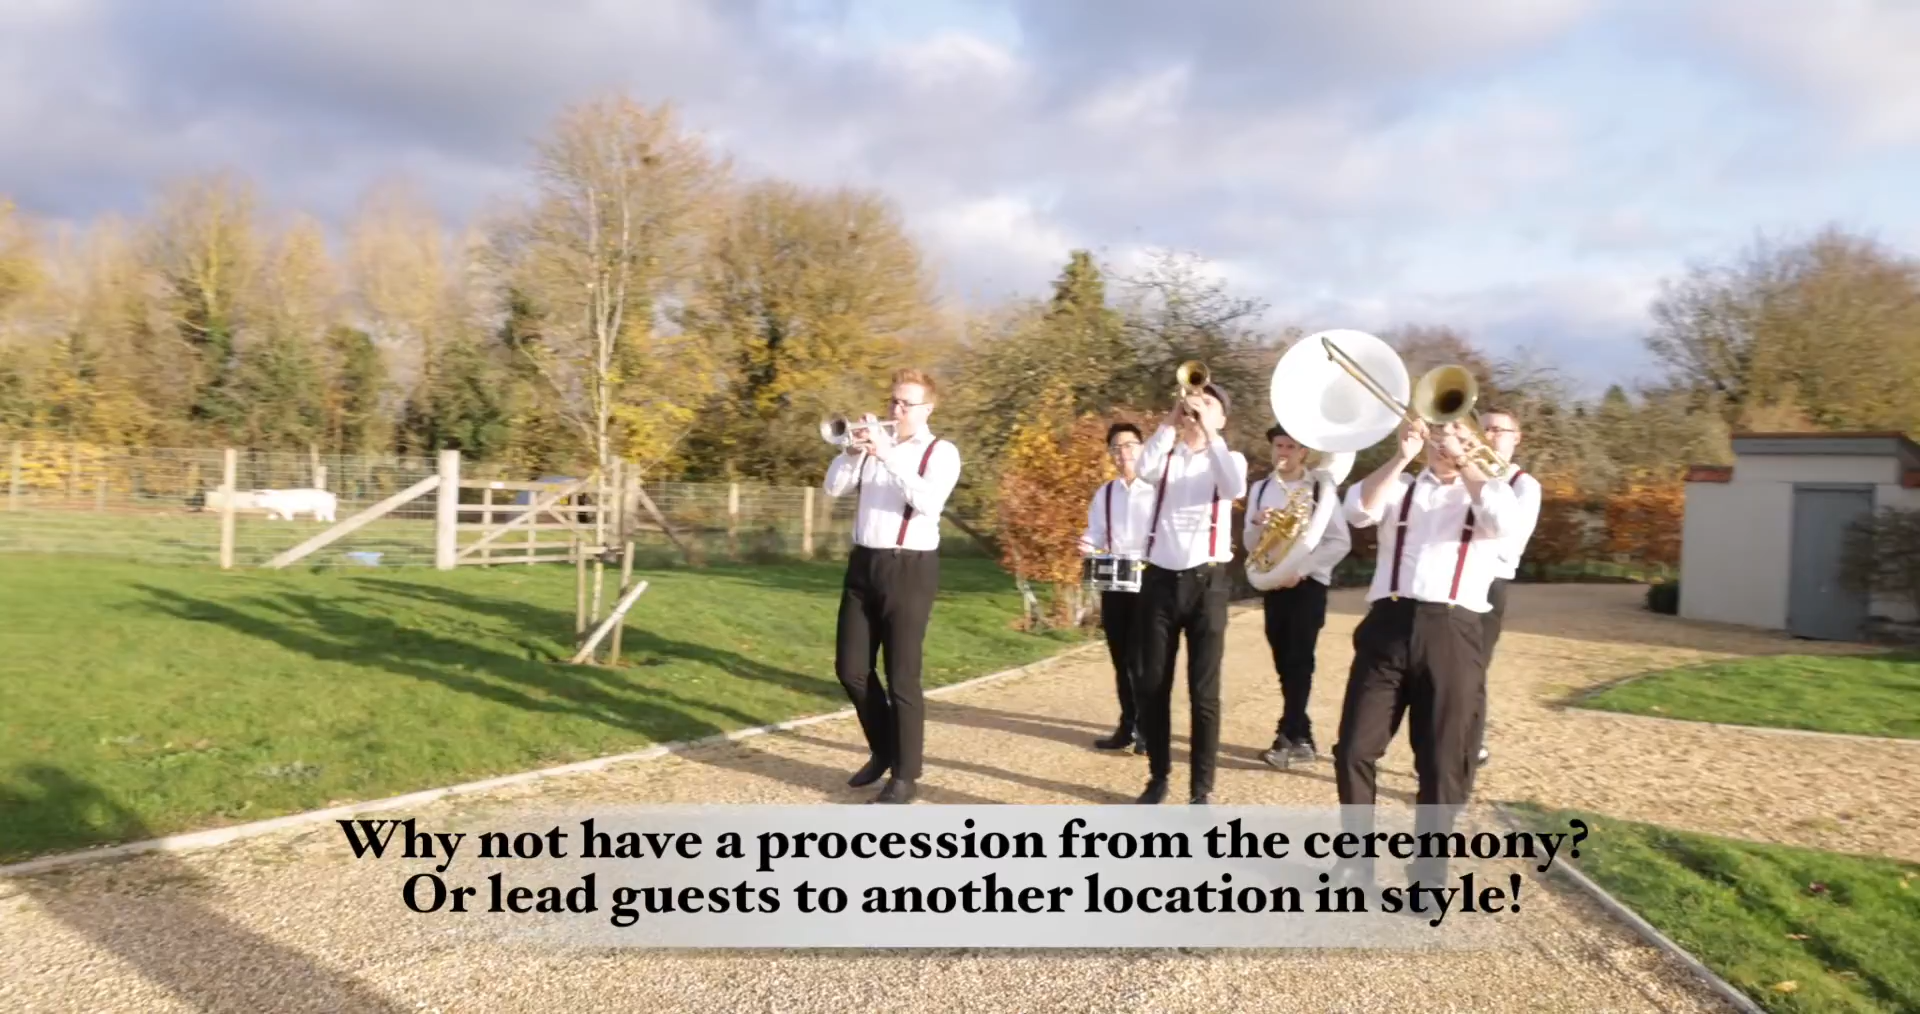 Why not have a procession from the ceremony?
Or lead guests to another location in style!